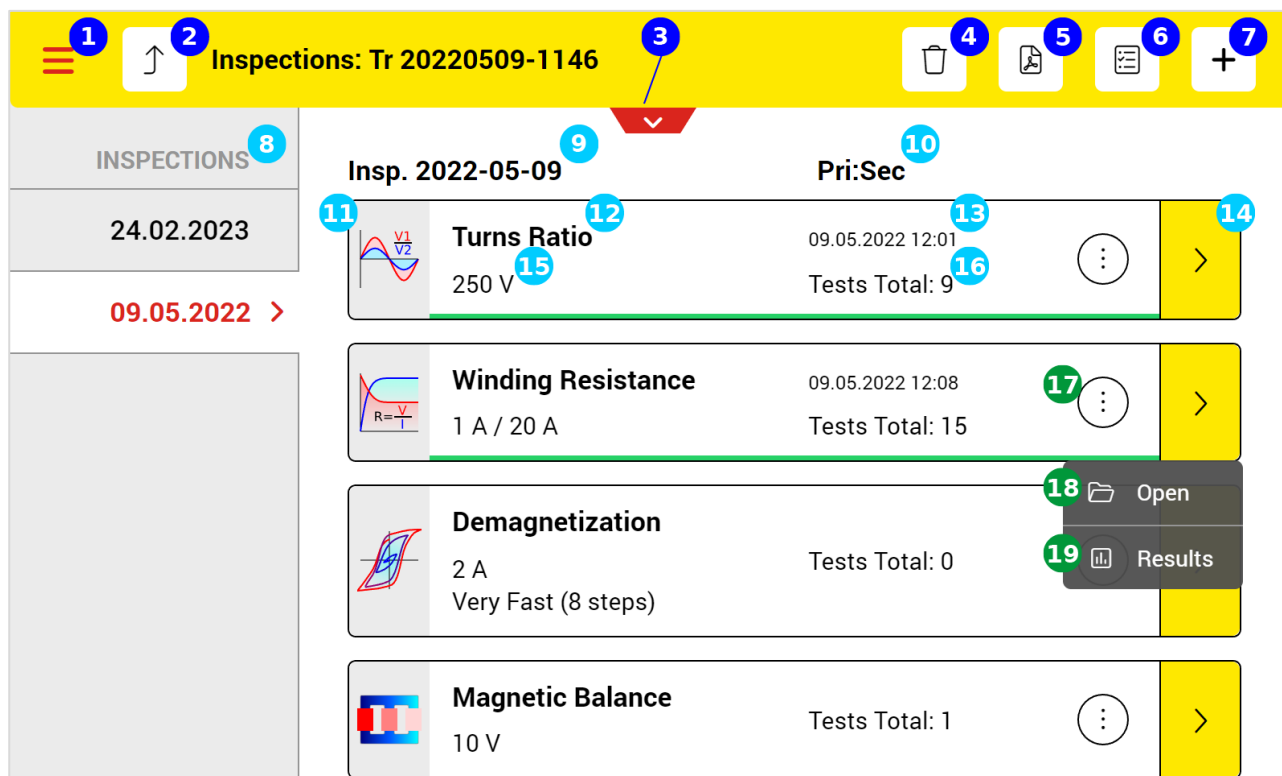 1
2
3
4
5
6
7
Inspections: Tr 20220509-1146
8
INSPECTIONS
24.02.2023
09.05.2022
9
10
Insp. 2022-05-09
Pri:Sec
11
12
13
14
V1
V2
Turns Ratio
09.05.2022 12:01
15
16
250 V
Tests Total: 9
Winding Resistance
09.05.2022 12:08
17
R=V/I
1 A / 20 A
Tests Total: 15
18
Open
Demagnetization
2 A
Tests Total: 0
19
Results
Very Fast (8 steps)
Magnetic Balance
Tests Total: 1
10 V